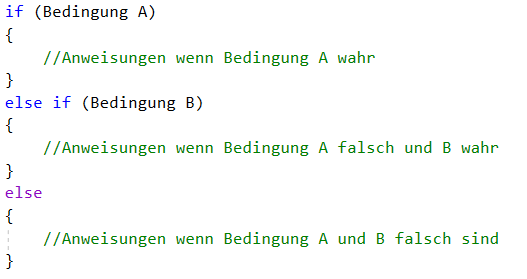 if (Bedingung A)
{
    //Anweisungen wenn Bedingung A wahr
}
else if (Bedingung B)
{
    //Anweisungen wenn Bedingung A falsch und B wahr
}
else
{
    //Anweisungen wenn Bedingung A und B falsch sind
}